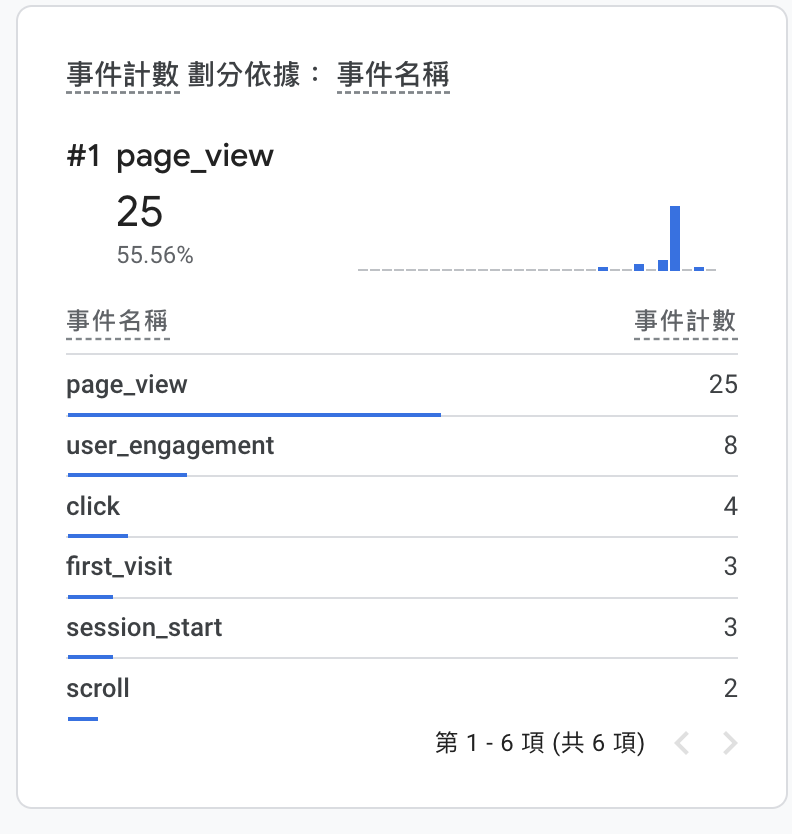 事件計數 劃分依據： 事件名稱
#1 page_view
25
55.56%
事件名稱 事件計數
page_view 25
user_engagement 8
click 4
first_visit 3
session_start 3
scroll 2
第 1 - 6 項 (共 6 項)